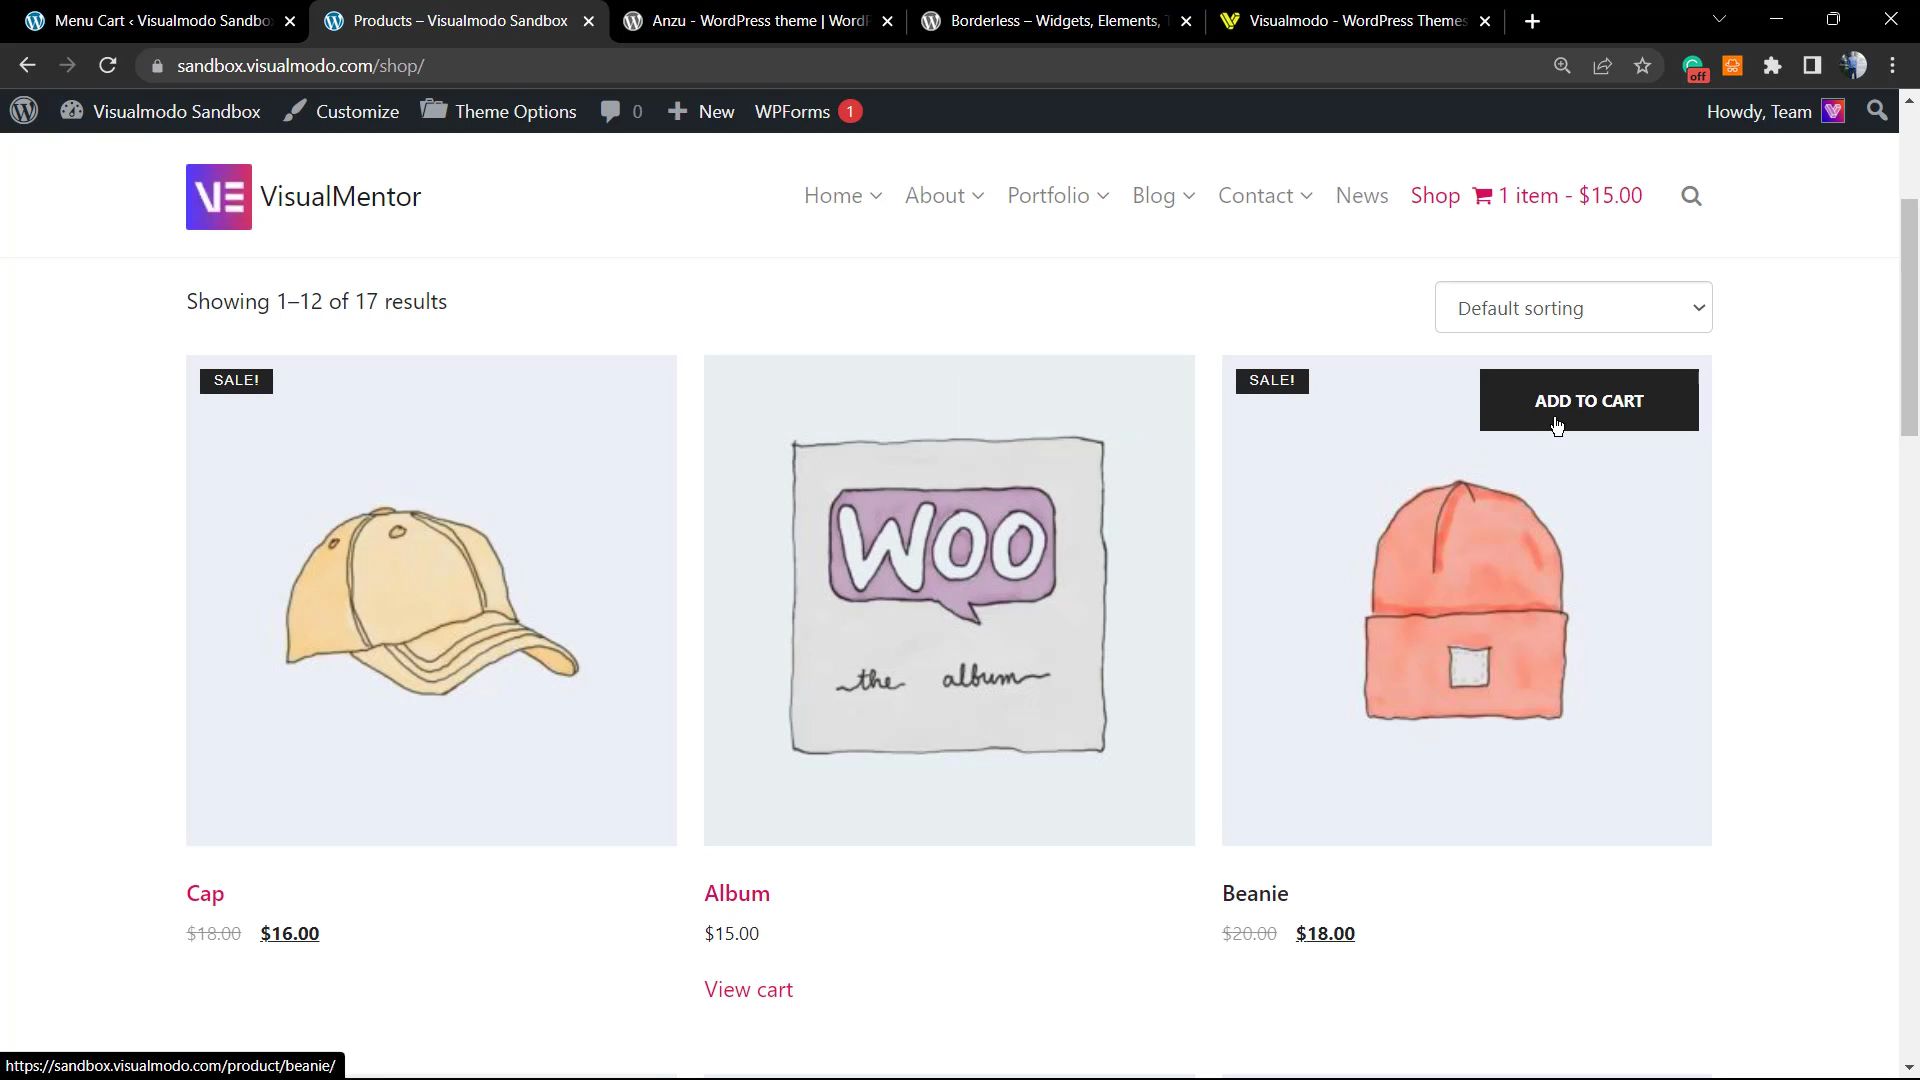 Menu Cart ‹ Visualmodo Sandbo
Products – Visualmodo Sandbox
Anzu - WordPress theme | Word
Borderless – Widgets, Elements,
Visualmodo - WordPress Themes
sandbox.visualmodo.com/shop/
off
Visualmodo Sandbox
Customize
Theme Options
0
New
WPForms 1
Howdy, Team
VE VisualMentor
Home
About
Portfolio
Blog
Contact
News
Shop
1 item - $15.00
Showing 1–12 of 17 results
Default sorting
SALE!
SALE!
ADD TO CART
WOO
the album
Cap
$18.00 $16.00
Album
$15.00
View cart
Beanie
$20.00 $18.00
https://sandbox.visualmodo.com/product/beanie/